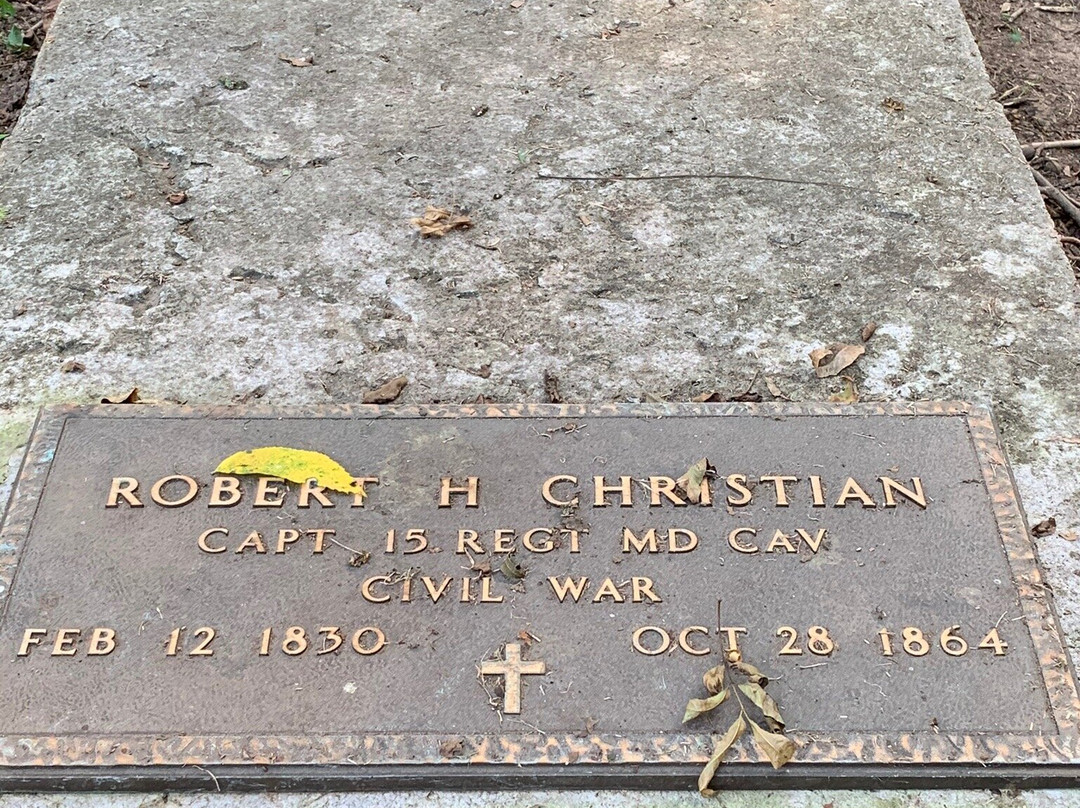 ROBERT H CHRISTIAN
CAPT 15 REGT MD CAV
CIVIL WAR
FEB 12 1830 OCT 28 1864